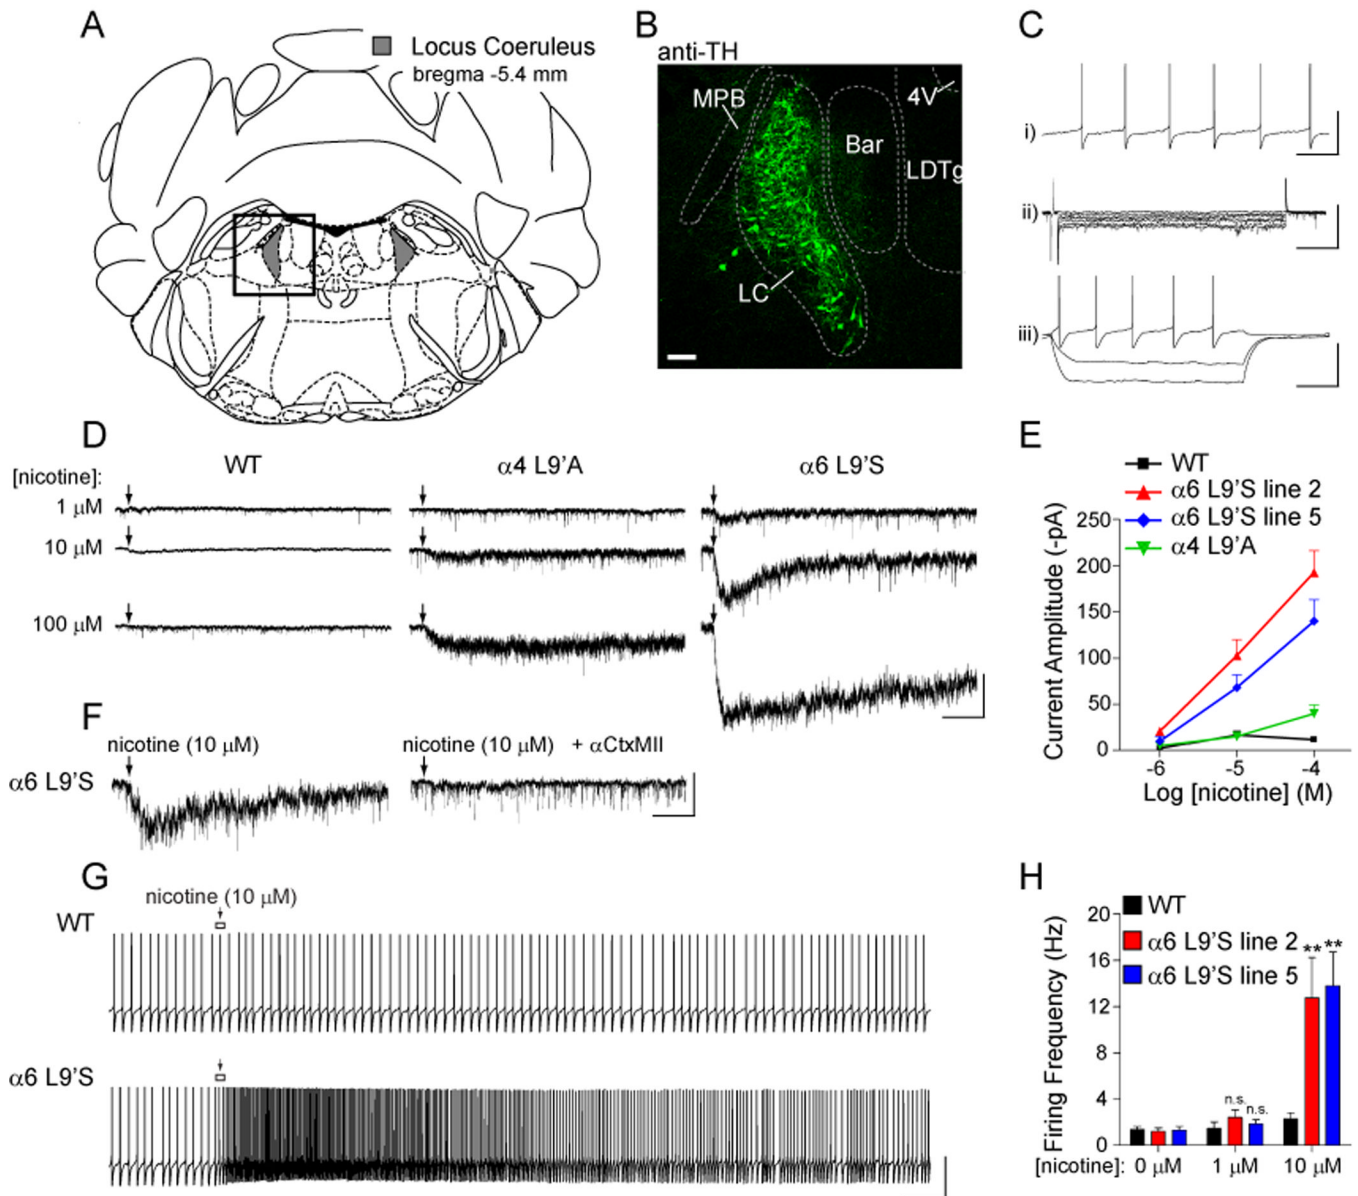 A
Locus Coeruleus
bregma -5.4 mm
B
anti-TH
MPB
4V
Bar
LDTg
LC
C
i)
ii)
iii)
D
[nicotine]:
WT
α4 L9'A
α6 L9'S
1 μM
10 μM
100 μM
E
WT
α6 L9'S line 2
α6 L9'S line 5
α4 L9'A
Current Amplitude (-pA)
250
200
150
100
50
0
-6 -5 -4
Log [nicotine] (M)
F
nicotine (10 μM)
nicotine (10 μM) + αCtxMII
α6 L9'S
G
nicotine (10 μM)
WT
α6 L9'S
H
WT
α6 L9'S line 2
α6 L9'S line 5
Firing Frequency (Hz)
20
16
12
8
4
0
n.s.
n.s.
** **
[nicotine]: 0 μM 1 μM 10 μM